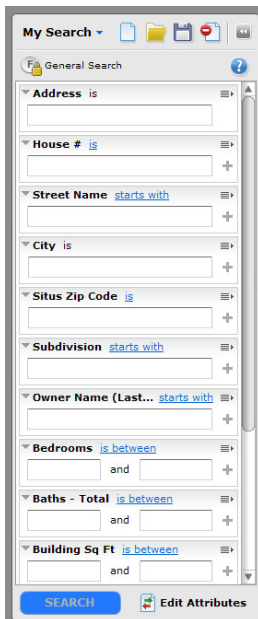 My Search
General Search
Address is
House # is
Street Name starts with
City is
Situs Zip Code is
Subdivision starts with
Owner Name (Last... starts with
Bedrooms is between
and
Baths - Total is between
and
Building Sq Ft is between
and
SEARCH Edit Attributes